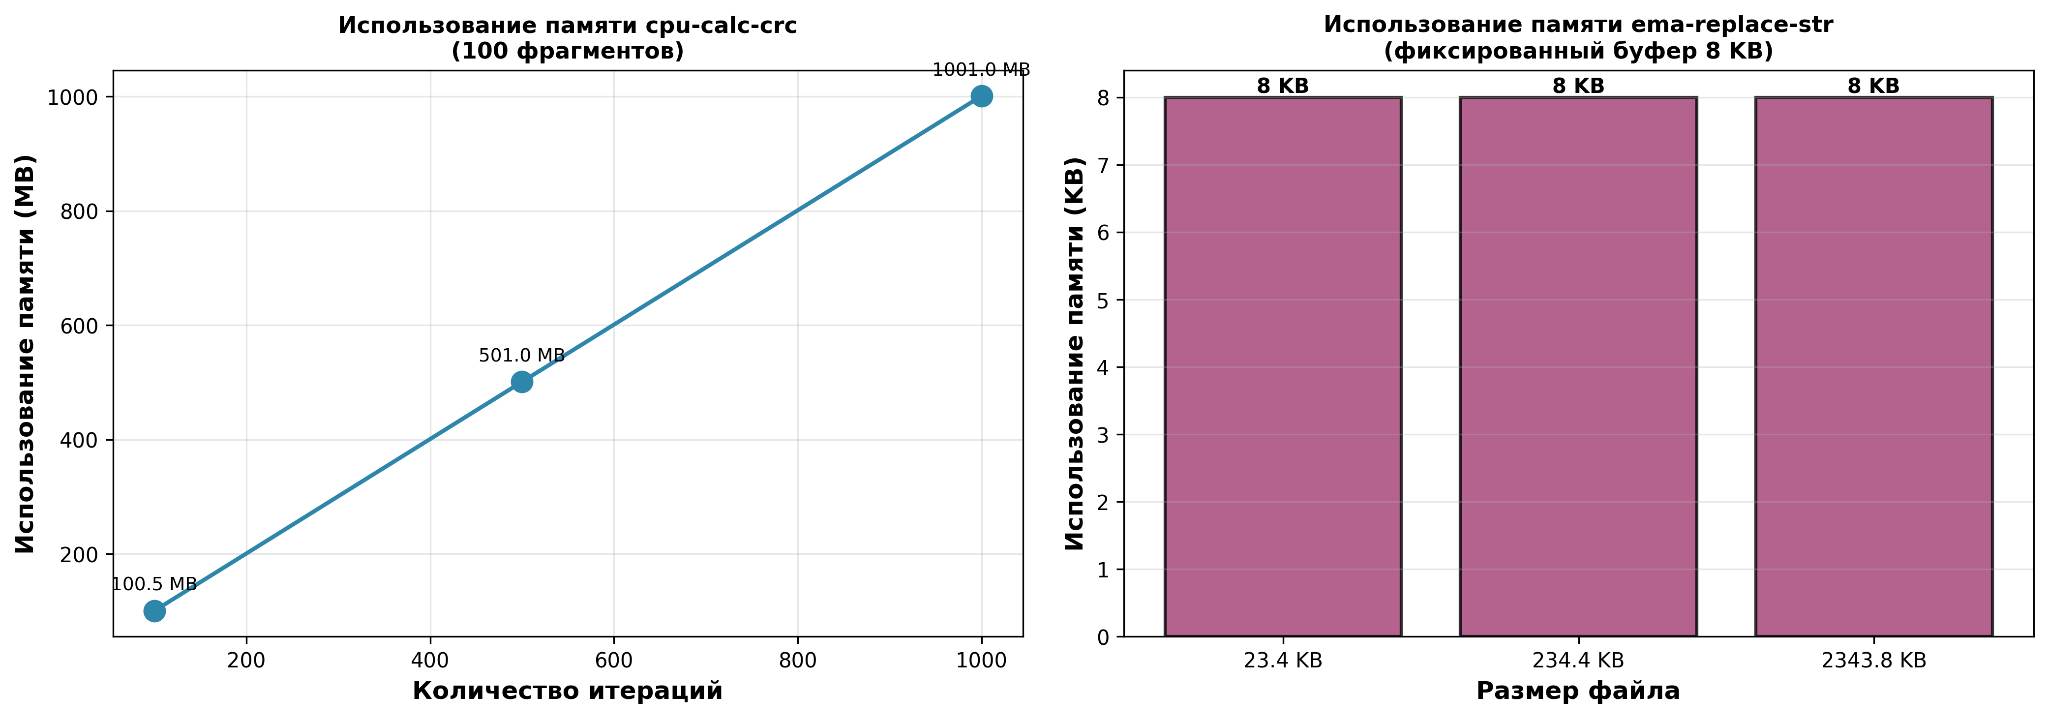 Использование памяти cpu-calc-crc
(100 фрагментов)
Использование памяти (MB)
1000
800
600
400
200
1001.0 MB
501.0 MB
100.5 MB
200
400
600
800
1000
Количество итераций
Использование памяти ema-replace-str
(фиксированный буфер 8 KB)
Использование памяти (KB)
8
7
6
5
4
3
2
1
0
8 KB
8 KB
8 KB
23.4 KB
234.4 KB
2343.8 KB
Размер файла